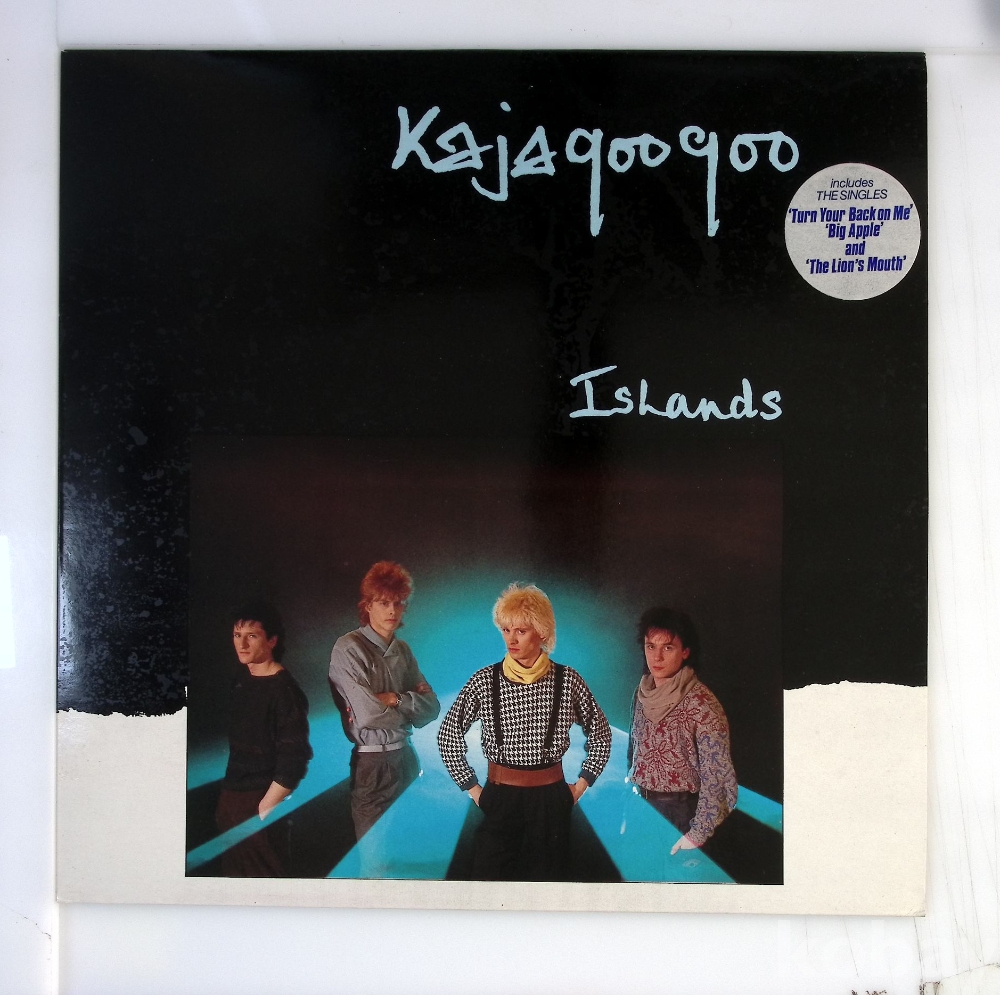 Kajagoogoo
includes
THE SINGLES
‘Turn Your Back on Me’
‘Big Apple’
and
‘The Lion’s Mouth’
Islands